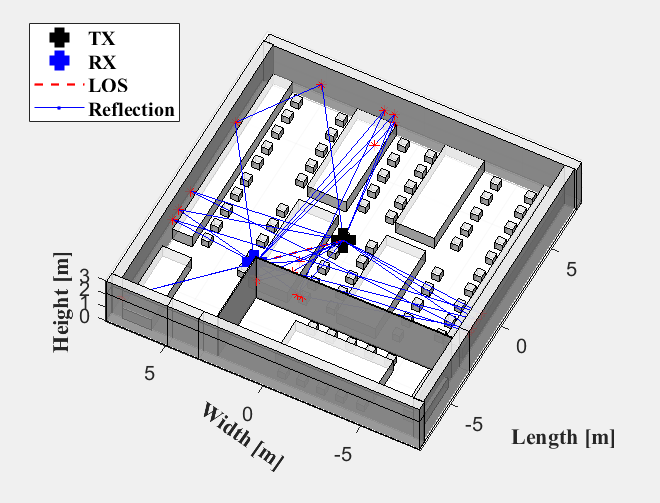 TX
RX
LOS
Reflection
3
2
1
0
Height [m]
5
0
-5
Width [m]
5
0
-5
Length [m]